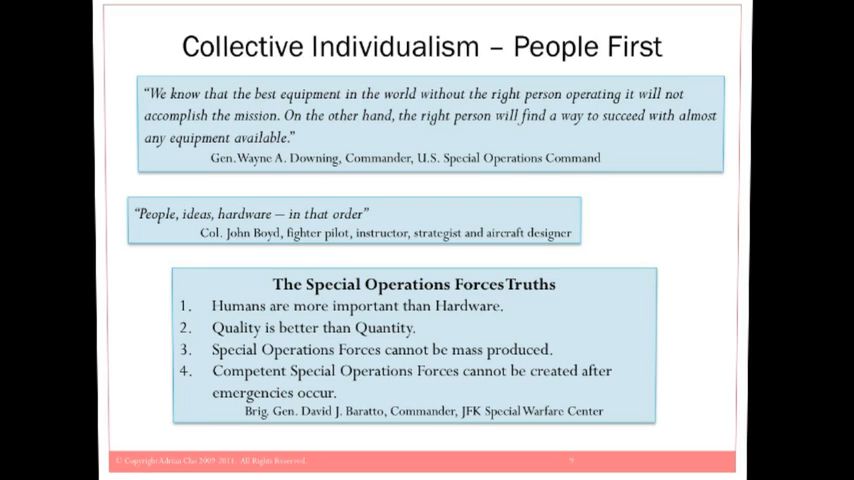 Collective Individualism – People First
“We know that the best equipment in the world without the right person operating it will not
accomplish the mission. On the other hand, the right person will find a way to succeed with almost
any equipment available.”
Gen. Wayne A. Downing, Commander, U.S. Special Operations Command
“People, ideas, hardware – in that order”
Col. John Boyd, fighter pilot, instructor, strategist and aircraft designer
The Special Operations Forces Truths
1. Humans are more important than Hardware.
2. Quality is better than Quantity.
3. Special Operations Forces cannot be mass produced.
4. Competent Special Operations Forces cannot be created after
emergencies occur.
Brig. Gen. David J. Baratto, Commander, JFK Special Warfare Center
© Copyright Adrian Cho 2009-2011. All Rights Reserved. 9